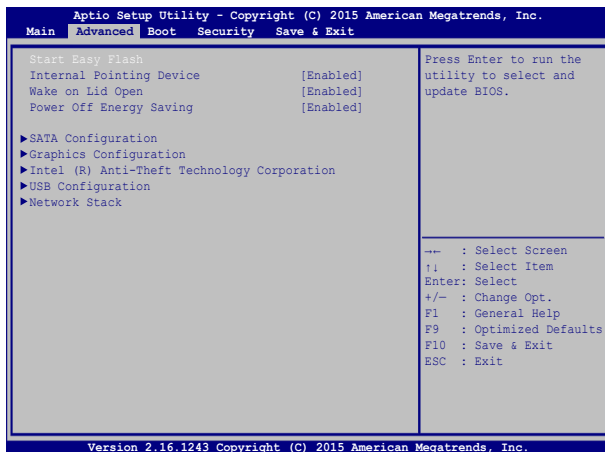 Aptio Setup Utility - Copyright (C) 2015 American Megatrends, Inc.
Main Advanced Boot Security Save & Exit
Start Easy Flash
Internal Pointing Device [Enabled]
Wake on Lid Open [Enabled]
Power Off Energy Saving [Enabled]
▶SATA Configuration
▶Graphics Configuration
▶Intel (R) Anti-Theft Technology Corporation
▶USB Configuration
▶Network Stack
Press Enter to run the
utility to select and
update BIOS.
→← : Select Screen
↑↓ : Select Item
Enter: Select
+/— : Change Opt.
F1 : General Help
F9 : Optimized Defaults
F10 : Save & Exit
ESC : Exit
Version 2.16.1243 Copyright (C) 2015 American Megatrends, Inc.